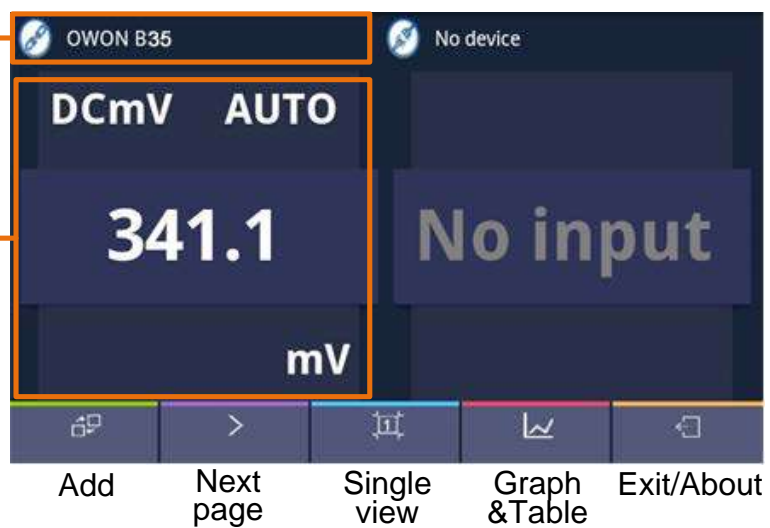 OWON B35
No device
DCmV AUTO
341.1
mV
No input
1
Add
Next page
Single view
Graph &Table
Exit/About